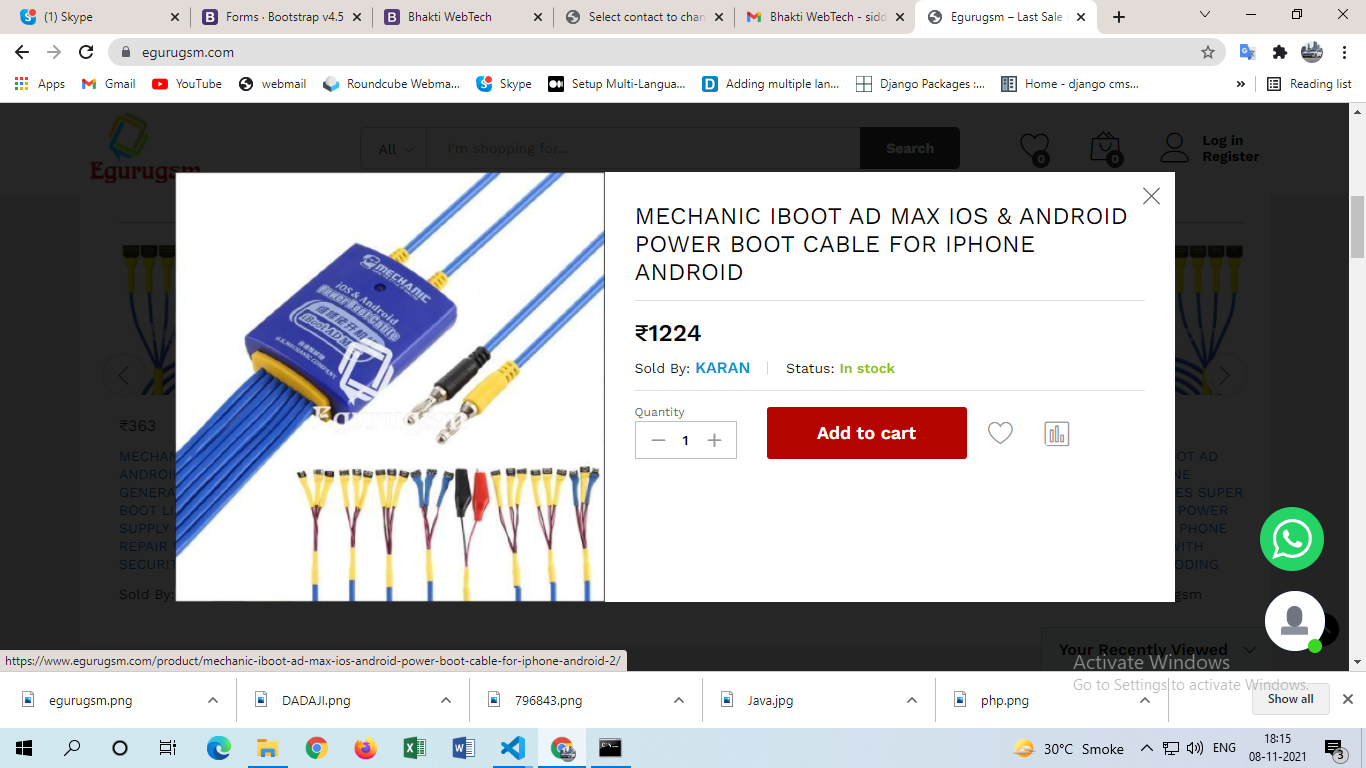 (1) Skype
Forms · Bootstrap v4.5
Bhakti WebTech
Select contact to chan
Bhakti WebTech - sidd
Egurugsm – Last Sale
egurugsm.com
Apps
Gmail
YouTube
webmail
Roundcube Webma...
Skype
Setup Multi-Langua...
Adding multiple lan...
Django Packages :...
Home - django cms...
»
Reading list
Egurugsm
All
I'm shopping for...
Search
0
0
Log in
Register
MECHANIC
iOS & Android
Power Boot Cable
Egurugsm
MECHANIC IBOOT AD MAX IOS & ANDROID
POWER BOOT CABLE FOR IPHONE
ANDROID
₹1224
Sold By: KARAN
Status: In stock
Quantity
1
Add to cart
₹363
MECHAN
ANDROI
GENERA
BOOT LI
SUPPLY
REPAIR
SECURIT
Sold By:
OT AD
NE
ES SUPER
POWER
PHONE
WITH
ODING
gsm
Your Recently Viewed
https://www.egurugsm.com/product/mechanic-iboot-ad-max-ios-android-power-boot-cable-for-iphone-android-2/
Activate Windows
Go to Settings to activate Windows.
egurugsm.png
DADAJI.png
796843.png
Java.jpg
php.png
Show all
30°C Smoke
ENG
18:15
08-11-2021
3